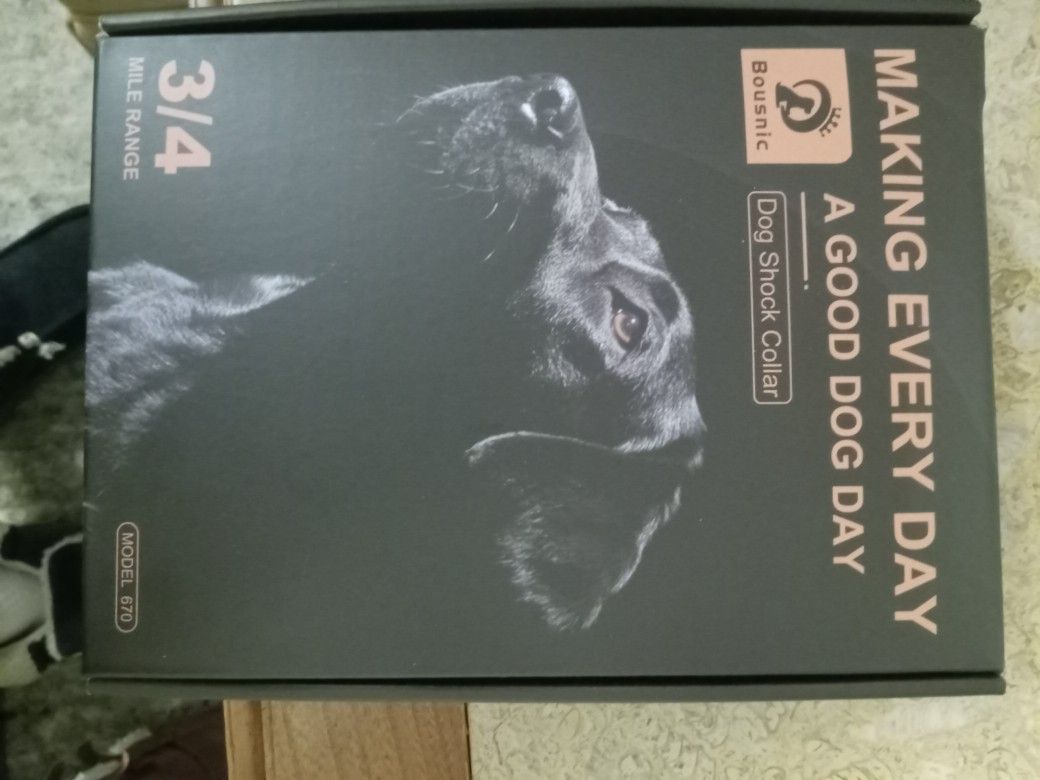 MAKING EVERY DAY
A GOOD DOG DAY
Bousnic
Dog Shock Collar
3/4
MILE RANGE
MODEL 670